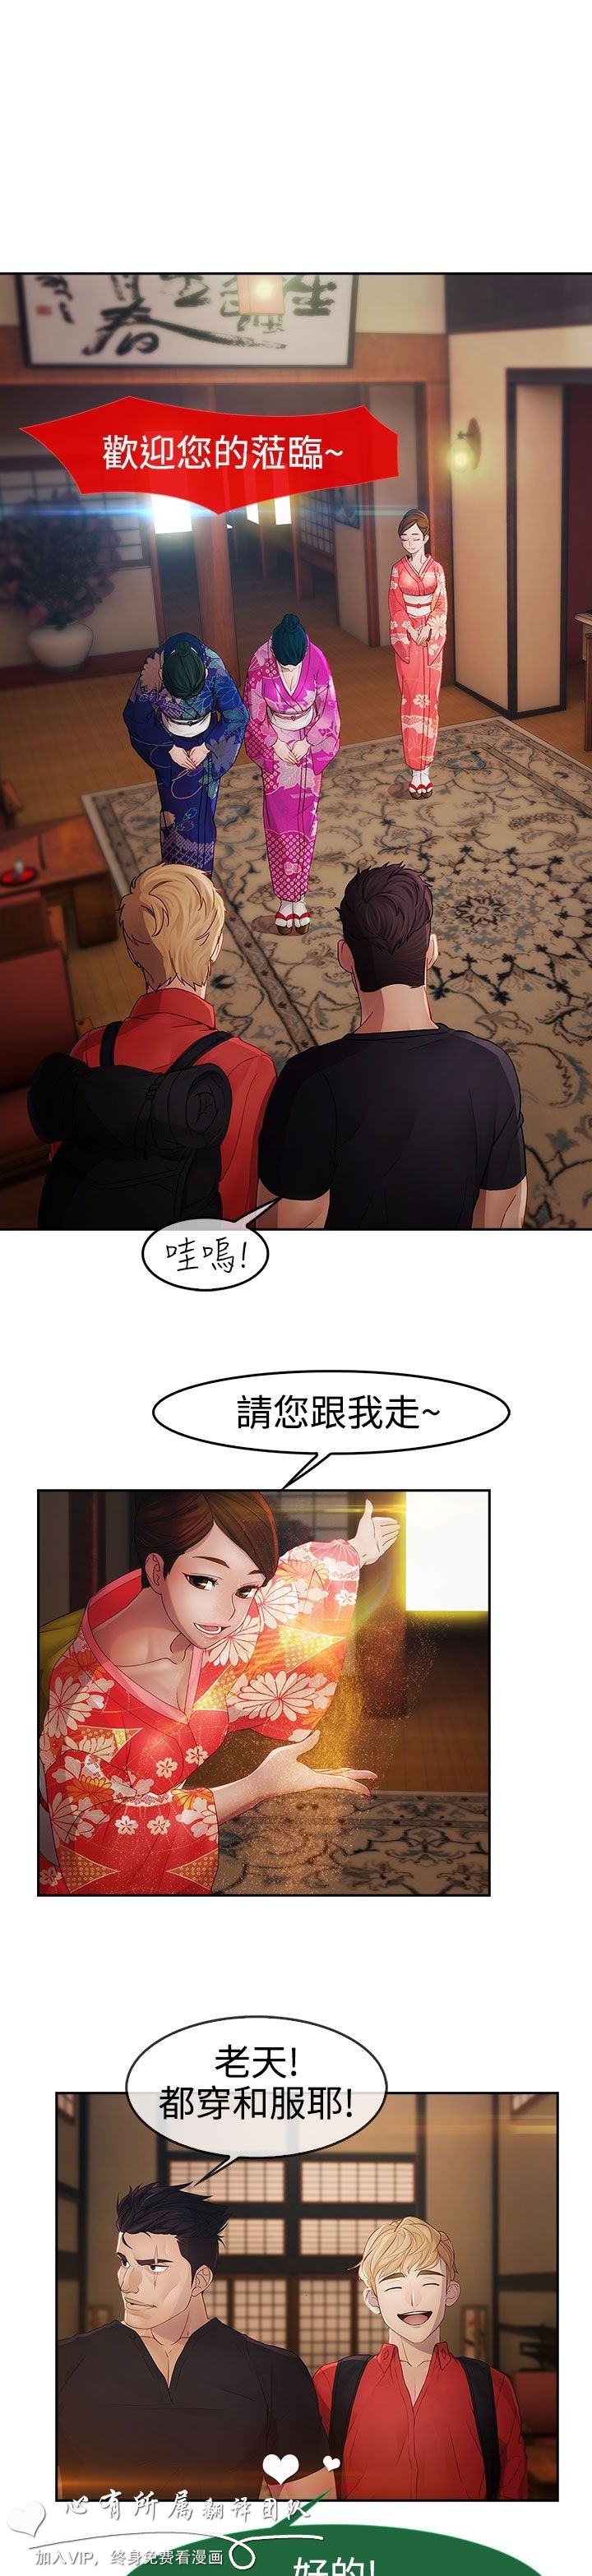 春
歡迎您的蒞臨~
哇嗚!
請您跟我走~
老天!
都穿和服耶!
心有所属翻译团队
加入VIP，终身免费看漫画
好的!